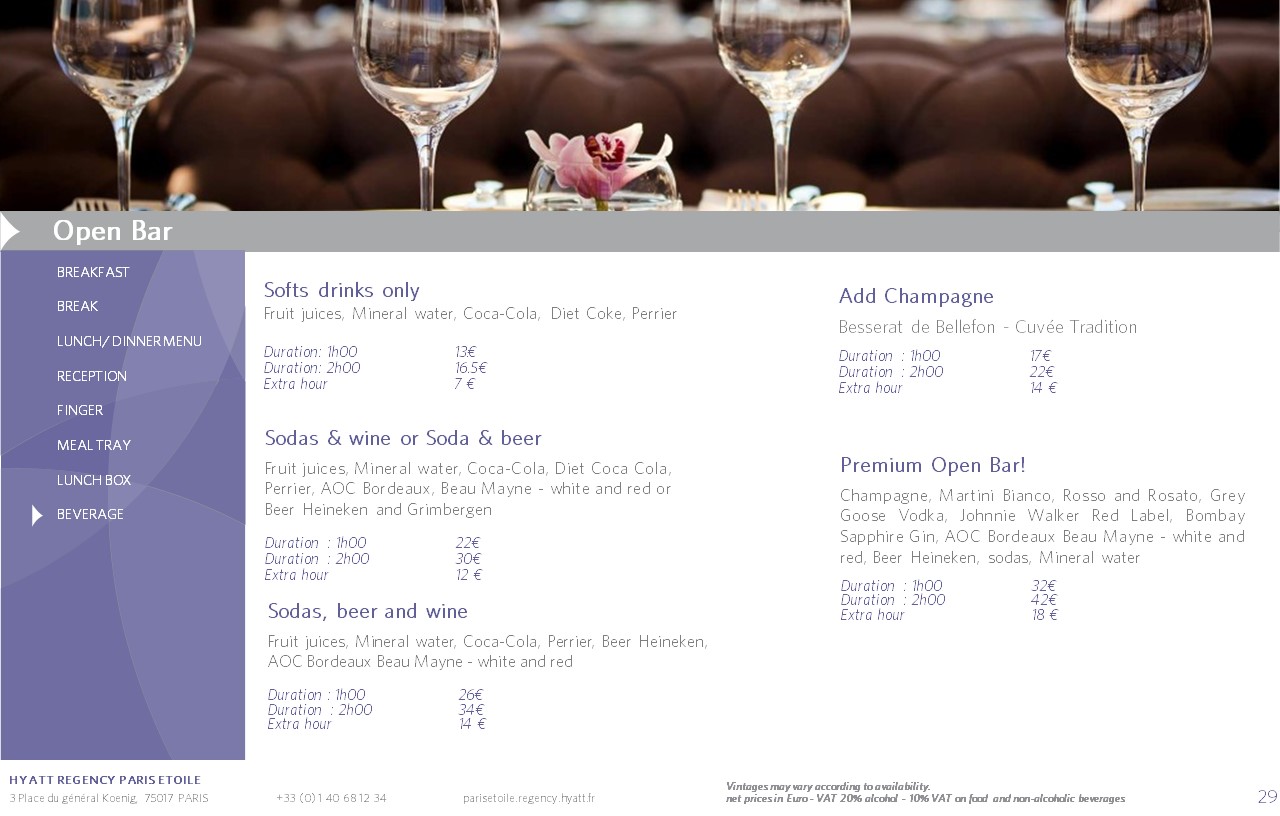 Open Bar
BREAKFAST
BREAK
LUNCH/ DINNER MENU
RECEPTION
FINGER
MEAL TRAY
LUNCH BOX
BEVERAGE
Softs drinks only
Fruit juices, Mineral water, Coca-Cola, Diet Coke, Perrier
Duration: 1h00 13€
Duration: 2h00 16.5€
Extra hour 7 €
Sodas & wine or Soda & beer
Fruit juices, Mineral water, Coca-Cola, Diet Coca Cola,
Perrier, AOC Bordeaux, Beau Mayne - white and red or
Beer Heineken and Grimbergen
Duration : 1h00 22€
Duration : 2h00 30€
Extra hour 12 €
Sodas, beer and wine
Fruit juices, Mineral water, Coca-Cola, Perrier, Beer Heineken,
AOC Bordeaux Beau Mayne - white and red
Duration : 1h00 26€
Duration : 2h00 34€
Extra hour 14 €
Add Champagne
Besserat de Bellefon - Cuvée Tradition
Duration : 1h00 17€
Duration : 2h00 22€
Extra hour 14 €
Premium Open Bar!
Champagne, Martini Bianco, Rosso and Rosato, Grey
Goose Vodka, Johnnie Walker Red Label, Bombay
Sapphire Gin, AOC Bordeaux Beau Mayne - white and
red, Beer Heineken, sodas, Mineral water
Duration : 1h00 32€
Duration : 2h00 42€
Extra hour 18 €
HYATT REGENCY PARIS ETOILE
3 Place du général Koenig, 75017 PARIS +33 (0) 1 40 68 12 34 parisetoile.regency.hyatt.fr
Vintages may vary according to availability.
net prices in Euro - VAT 20% alcohol - 10% VAT on food and non-alcoholic beverages
29